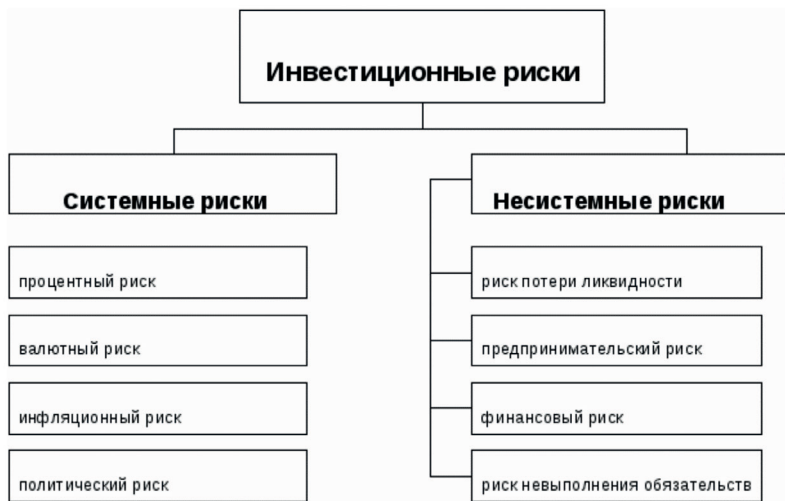 Инвестиционные риски
Системные риски
процентный риск
валютный риск
инфляционный риск
политический риск
Несистемные риски
риск потери ликвидности
предпринимательский риск
финансовый риск
риск невыполнения обязательств